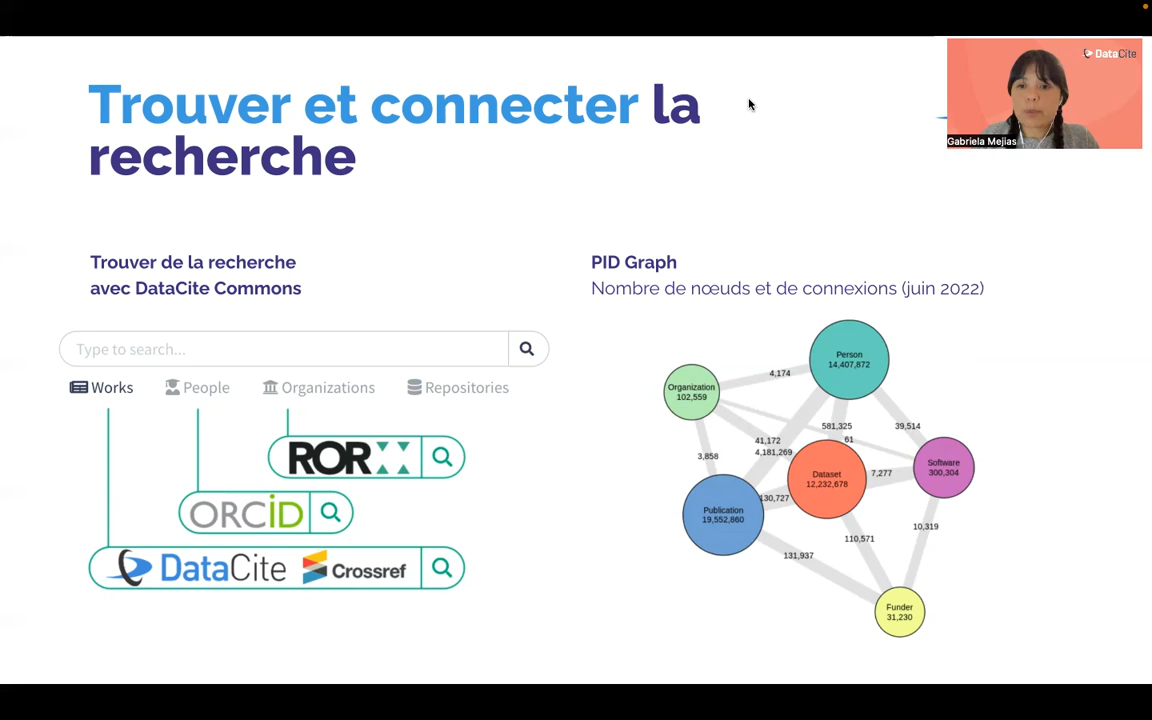 Trouver et connecter la
recherche
DataCite
Gabriela Mejias
Trouver de la recherche
avec DataCite Commons
Type to search...
Works
People
Organizations
Repositories
ROR
ORCID
DataCite
Crossref
PID Graph
Nombre de nœuds et de connexions (juin 2022)
Person
14,407,872
Organization
102,559
4,174
581,325
61
39,514
41,172
4,181,269
3,858
Dataset
12,232,678
7,277
Software
300,304
Publication
19,552,860
130,727
10,319
110,571
131,937
Funder
31,230